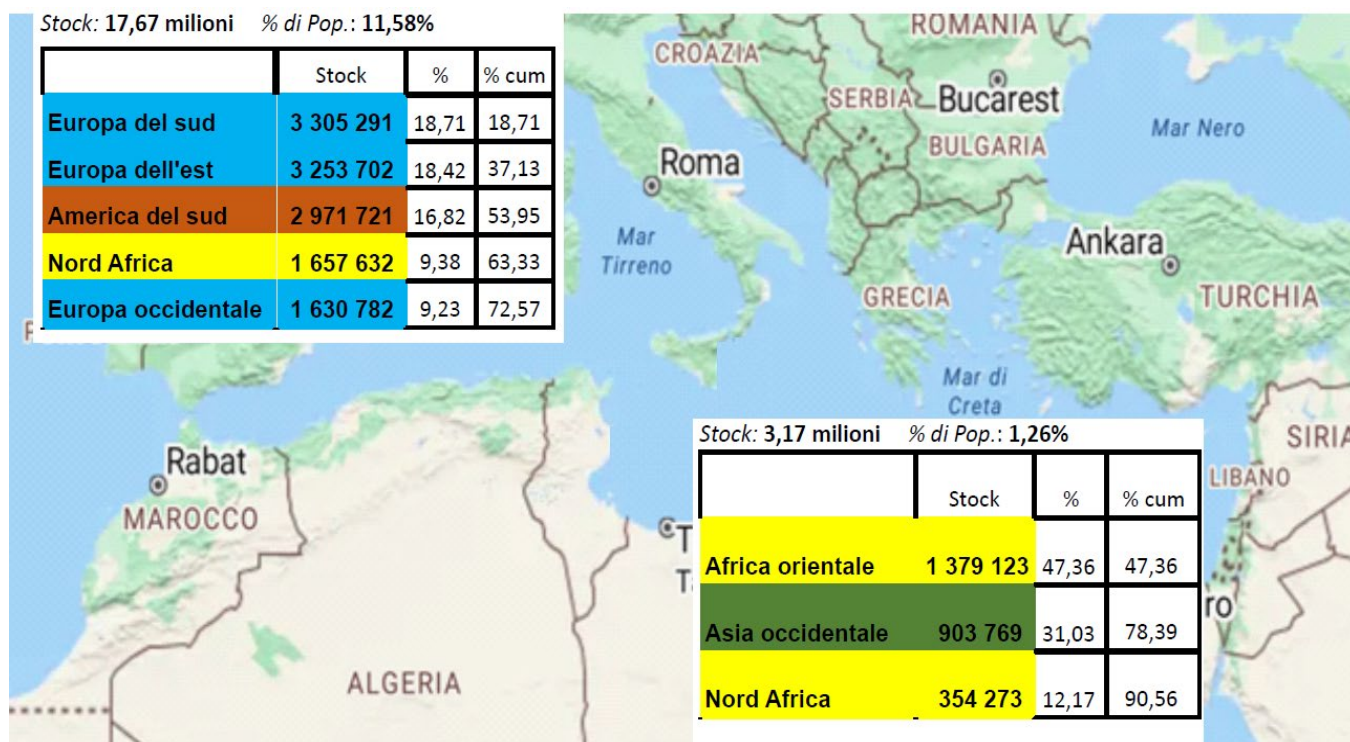 Stock: 17,67 milioni % di Pop.: 11,58%
Stock % % cum
Europa del sud 3 305 291 18,71 18,71
Europa dell'est 3 253 702 18,42 37,13
America del sud 2 971 721 16,82 53,95
Nord Africa 1 657 632 9,38 63,33
Europa occidentale 1 630 782 9,23 72,57
ROMANIA
CROAZIA
SERBIA
Bucarest
BULGARIA
Mar Nero
Roma
Mar
Tirreno
Ankara
GRECIA
TURCHIA
Mar di
Creta
Rabat
MAROCCO
ALGERIA
SIRIA
LIBANO
ro
Stock: 3,17 milioni % di Pop.: 1,26%
Stock % % cum
Africa orientale 1 379 123 47,36 47,36
Asia occidentale 903 769 31,03 78,39
Nord Africa 354 273 12,17 90,56